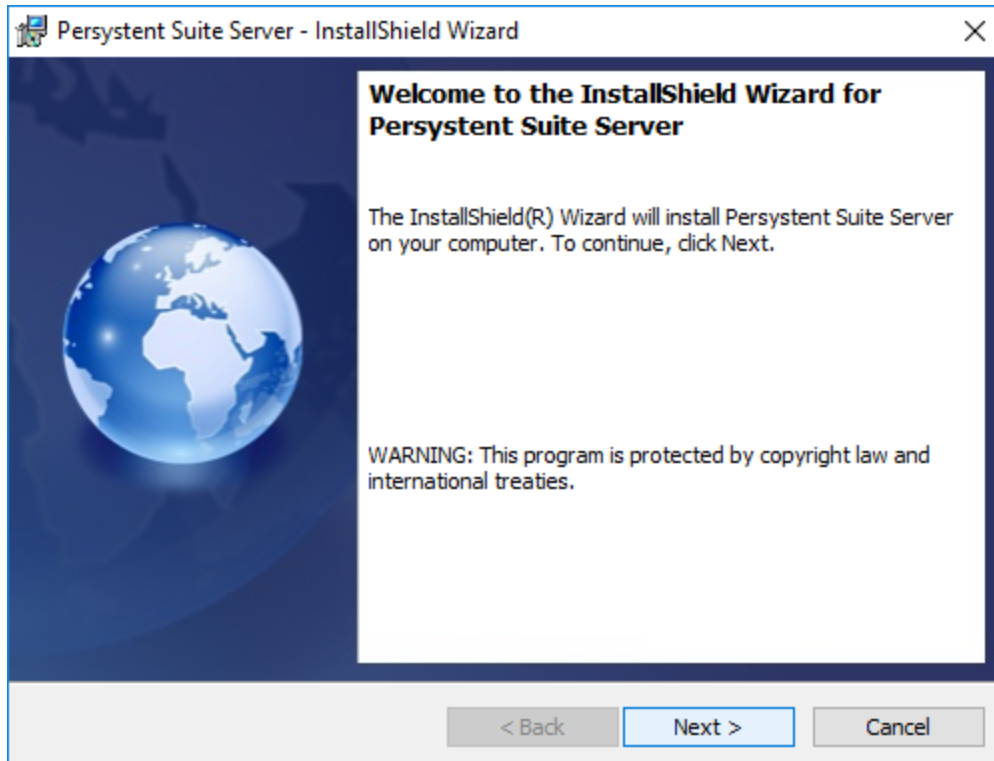 Persystent Suite Server - InstallShield Wizard
Welcome to the InstallShield Wizard for
Persystent Suite Server
The InstallShield(R) Wizard will install Persystent Suite Server
on your computer. To continue, click Next.
WARNING: This program is protected by copyright law and
international treaties.
< Back
Next >
Cancel